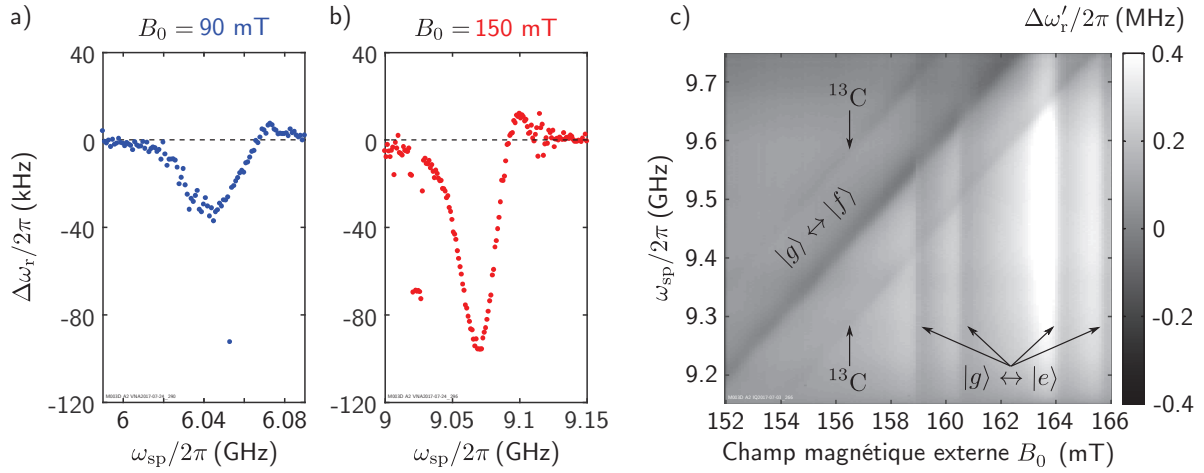 a)
B₀ = 90 mT
Δωᵣ/2π (kHz)
40
0
-40
-80
-120
6
6.04
6.08
ωₛₚ/2π (GHz)
b)
B₀ = 150 mT
40
0
-40
-80
-120
9
9.05
9.1
9.15
ωₛₚ/2π (GHz)
c)
Δω′ᵣ/2π (MHz)
ωₛₚ/2π (GHz)
9.7
9.6
9.5
9.4
9.3
9.2
¹³C
|g⟩ ↔ |f⟩
¹³C
|g⟩ ↔ |e⟩
152
154
156
158
160
162
164
166
Champ magnétique externe B₀ (mT)
0.4
0.2
0
-0.2
-0.4